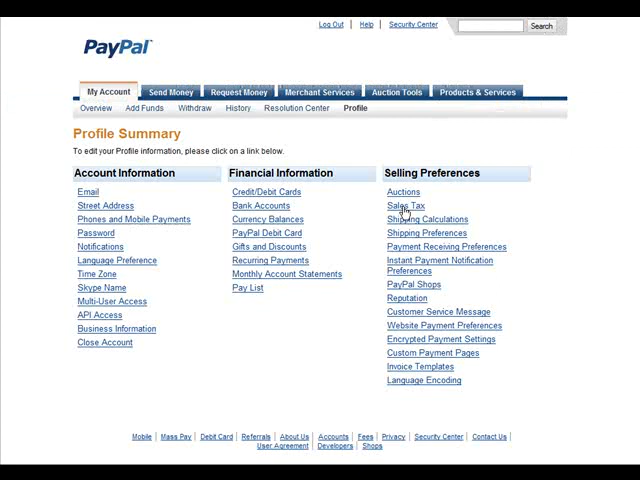 Log Out | Help | Security Center Search
PayPal
My Account Send Money Request Money Merchant Services Auction Tools Products & Services
Overview Add Funds Withdraw History Resolution Center Profile
Profile Summary
To edit your Profile information, please click on a link below.
Account Information
Email
Street Address
Phones and Mobile Payments
Password
Notifications
Language Preference
Time Zone
Skype Name
Multi-User Access
API Access
Business Information
Close Account
Financial Information
Credit/Debit Cards
Bank Accounts
Currency Balances
PayPal Debit Card
Gifts and Discounts
Recurring Payments
Monthly Account Statements
Pay List
Selling Preferences
Auctions
Sales Tax
Shipping Calculations
Shipping Preferences
Payment Receiving Preferences
Instant Payment Notification
Preferences
PayPal Shops
Reputation
Customer Service Message
Website Payment Preferences
Encrypted Payment Settings
Custom Payment Pages
Invoice Templates
Language Encoding
Mobile | Mass Pay | Debit Card | Referrals | About Us | Accounts | Fees | Privacy | Security Center | Contact Us |
User Agreement | Developers | Shops